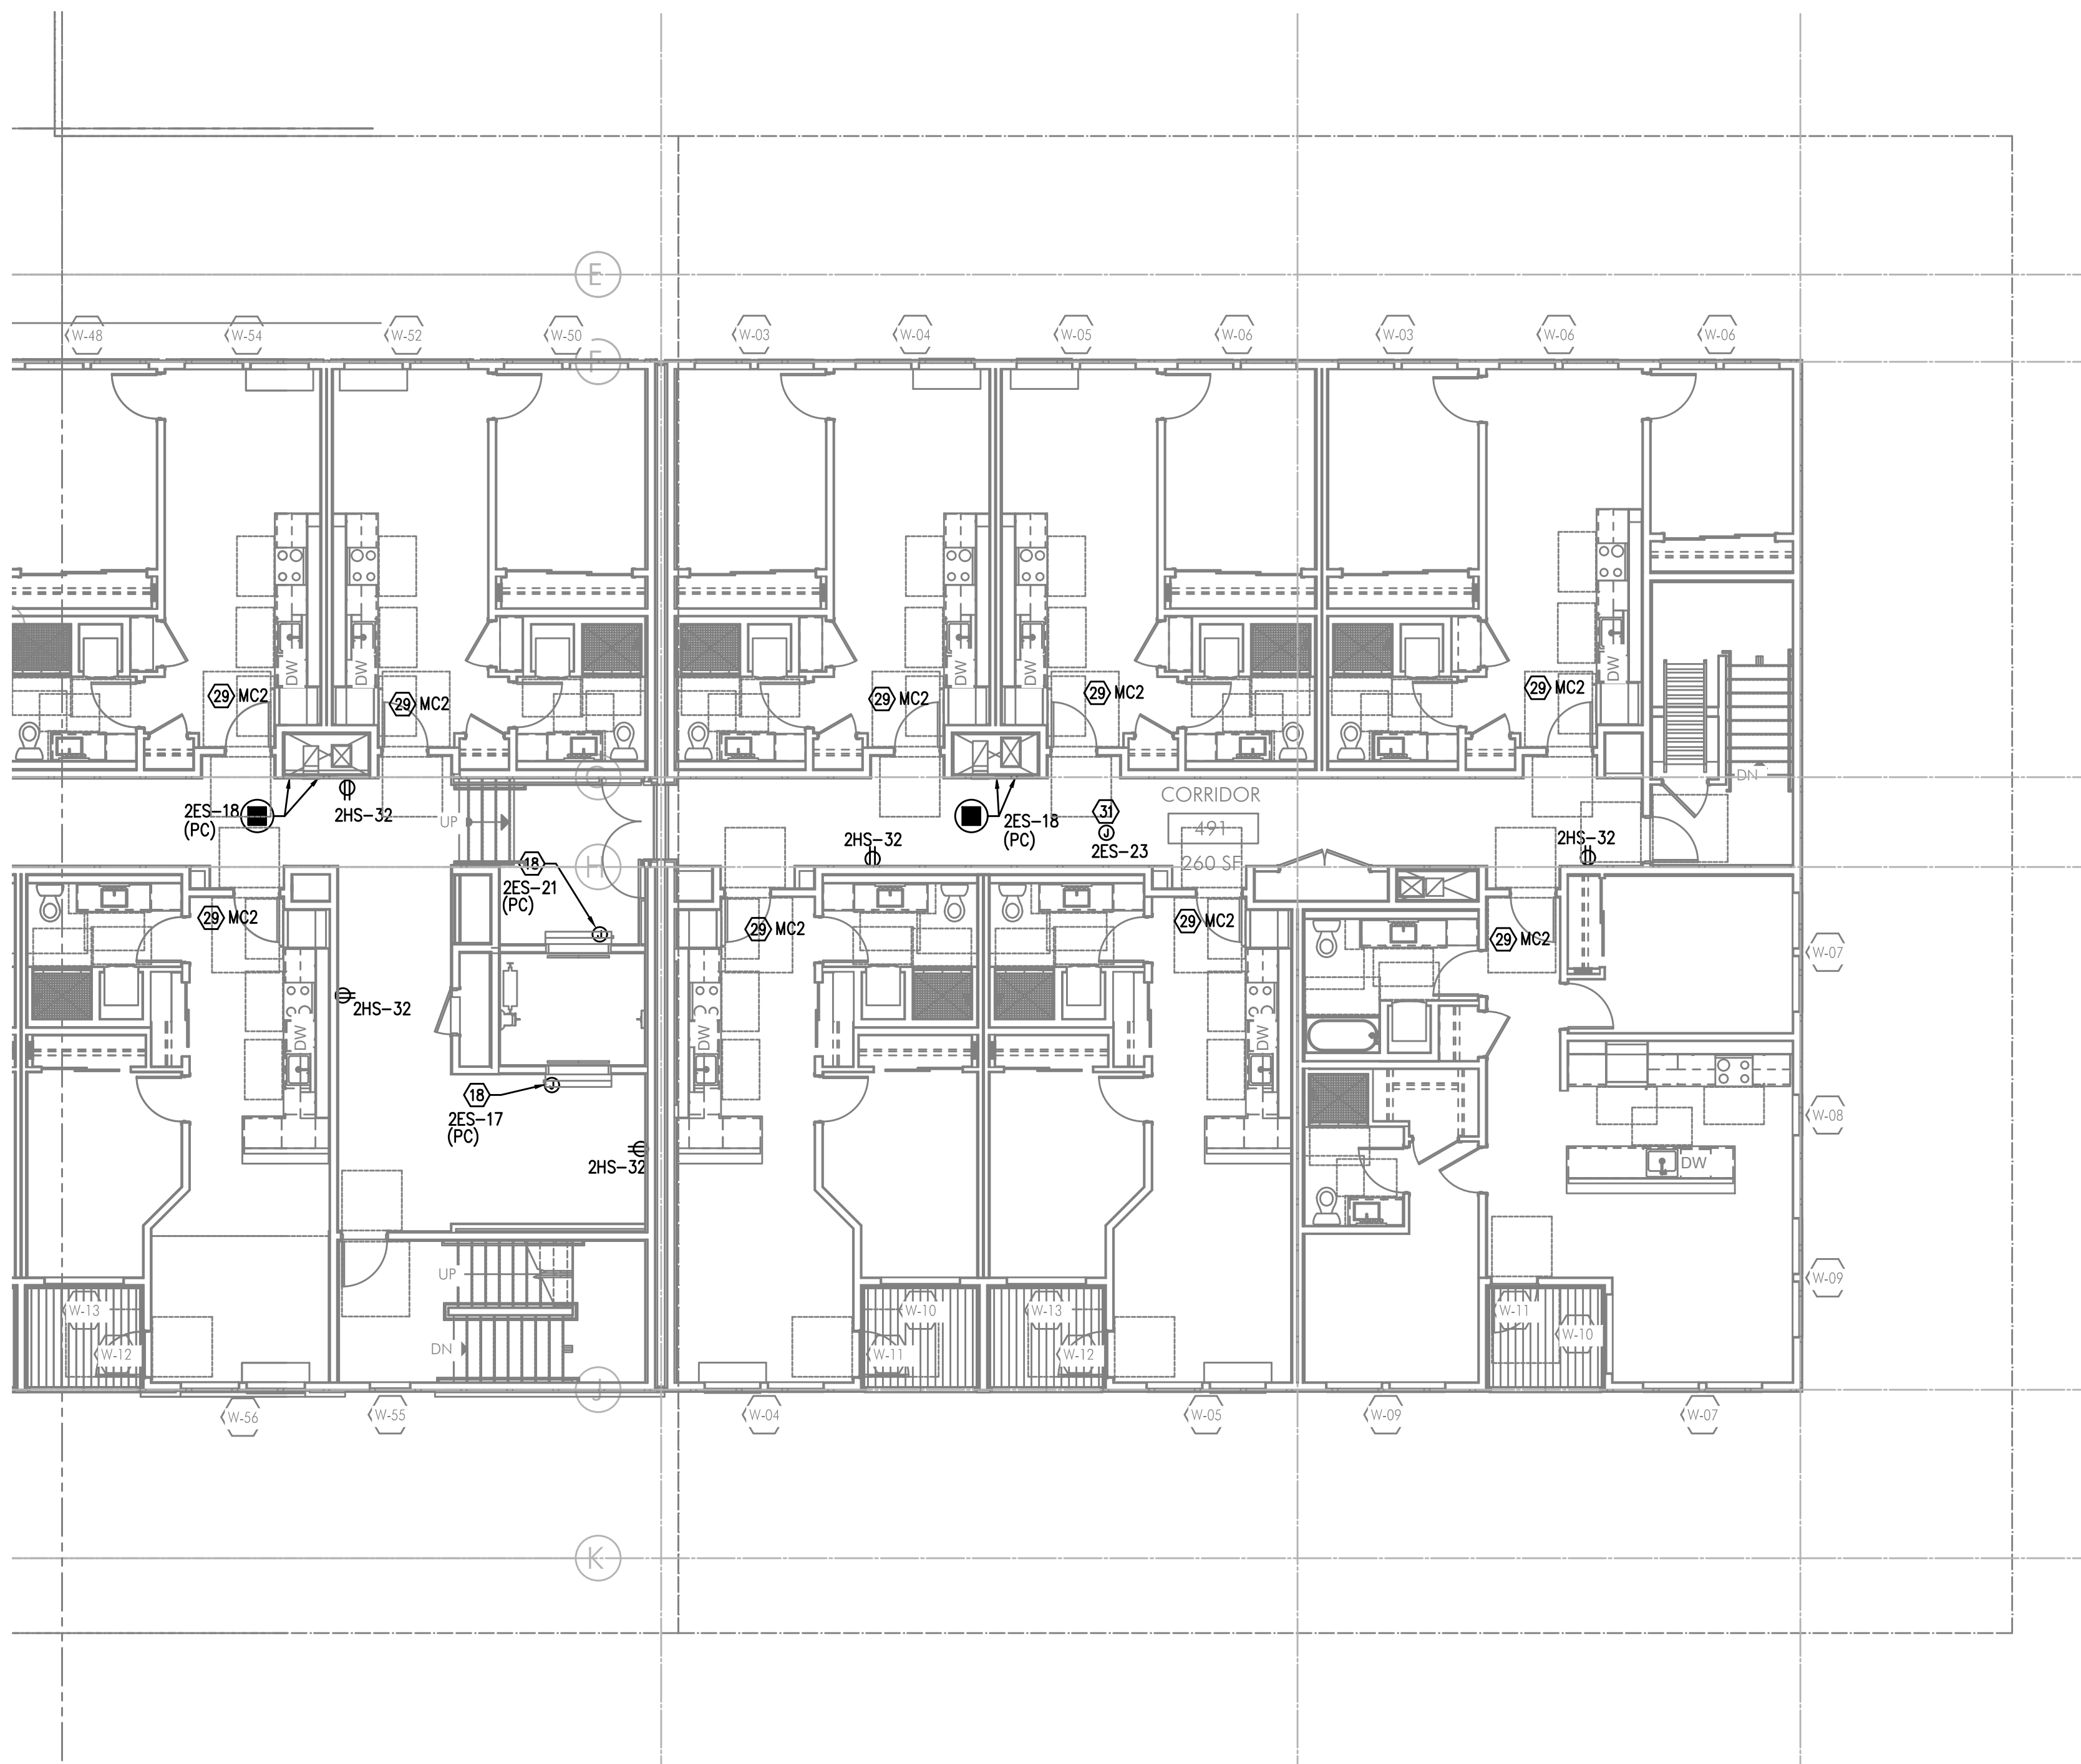 E
W-48
W-54
W-52
W-50
W-03
W-04
W-05
W-06
W-03
W-06
W-06
F
DW
DW
DW
DW
DW
29 MC2
29 MC2
29 MC2
29 MC2
29 MC2
G
DN
2ES-18
(PC)
2HS-32
UP
2ES-18
(PC)
31
J
2ES-23
CORRIDOR
491
260 SF
2HS-32
2HS-32
H
18
2ES-21
(PC)
J
29 MC2
29 MC2
29 MC2
29 MC2
W-07
2HS-32
DW
DW
DW
18
J
2ES-17
(PC)
2HS-32
W-08
DW
UP
W-09
W-13
W-10
W-13
W-11
W-10
DN
W-12
W-11
W-12
J
W-56
W-55
W-04
W-05
W-09
W-07
K